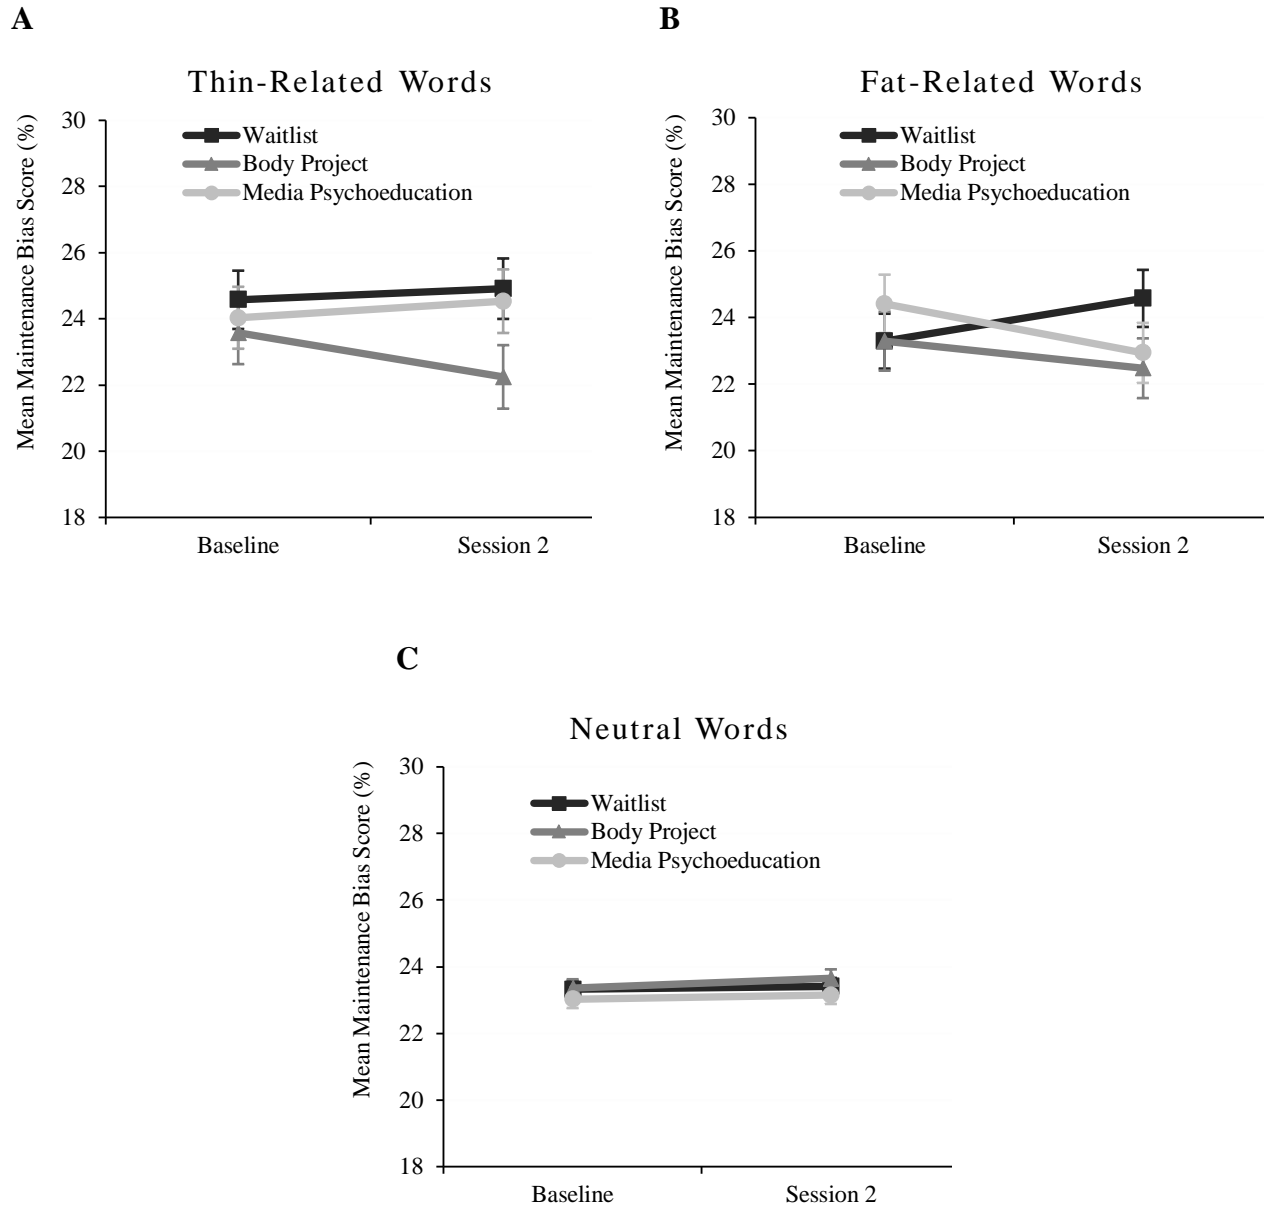 A
Thin-Related Words
Mean Maintenance Bias Score (%)
30
28
26
24
22
20
18
Waitlist
Body Project
Media Psychoeducation
Baseline
Session 2
B
Fat-Related Words
Mean Maintenance Bias Score (%)
30
28
26
24
22
20
18
Waitlist
Body Project
Media Psychoeducation
Baseline
Session 2
C
Neutral Words
Mean Maintenance Bias Score (%)
30
28
26
24
22
20
18
Waitlist
Body Project
Media Psychoeducation
Baseline
Session 2